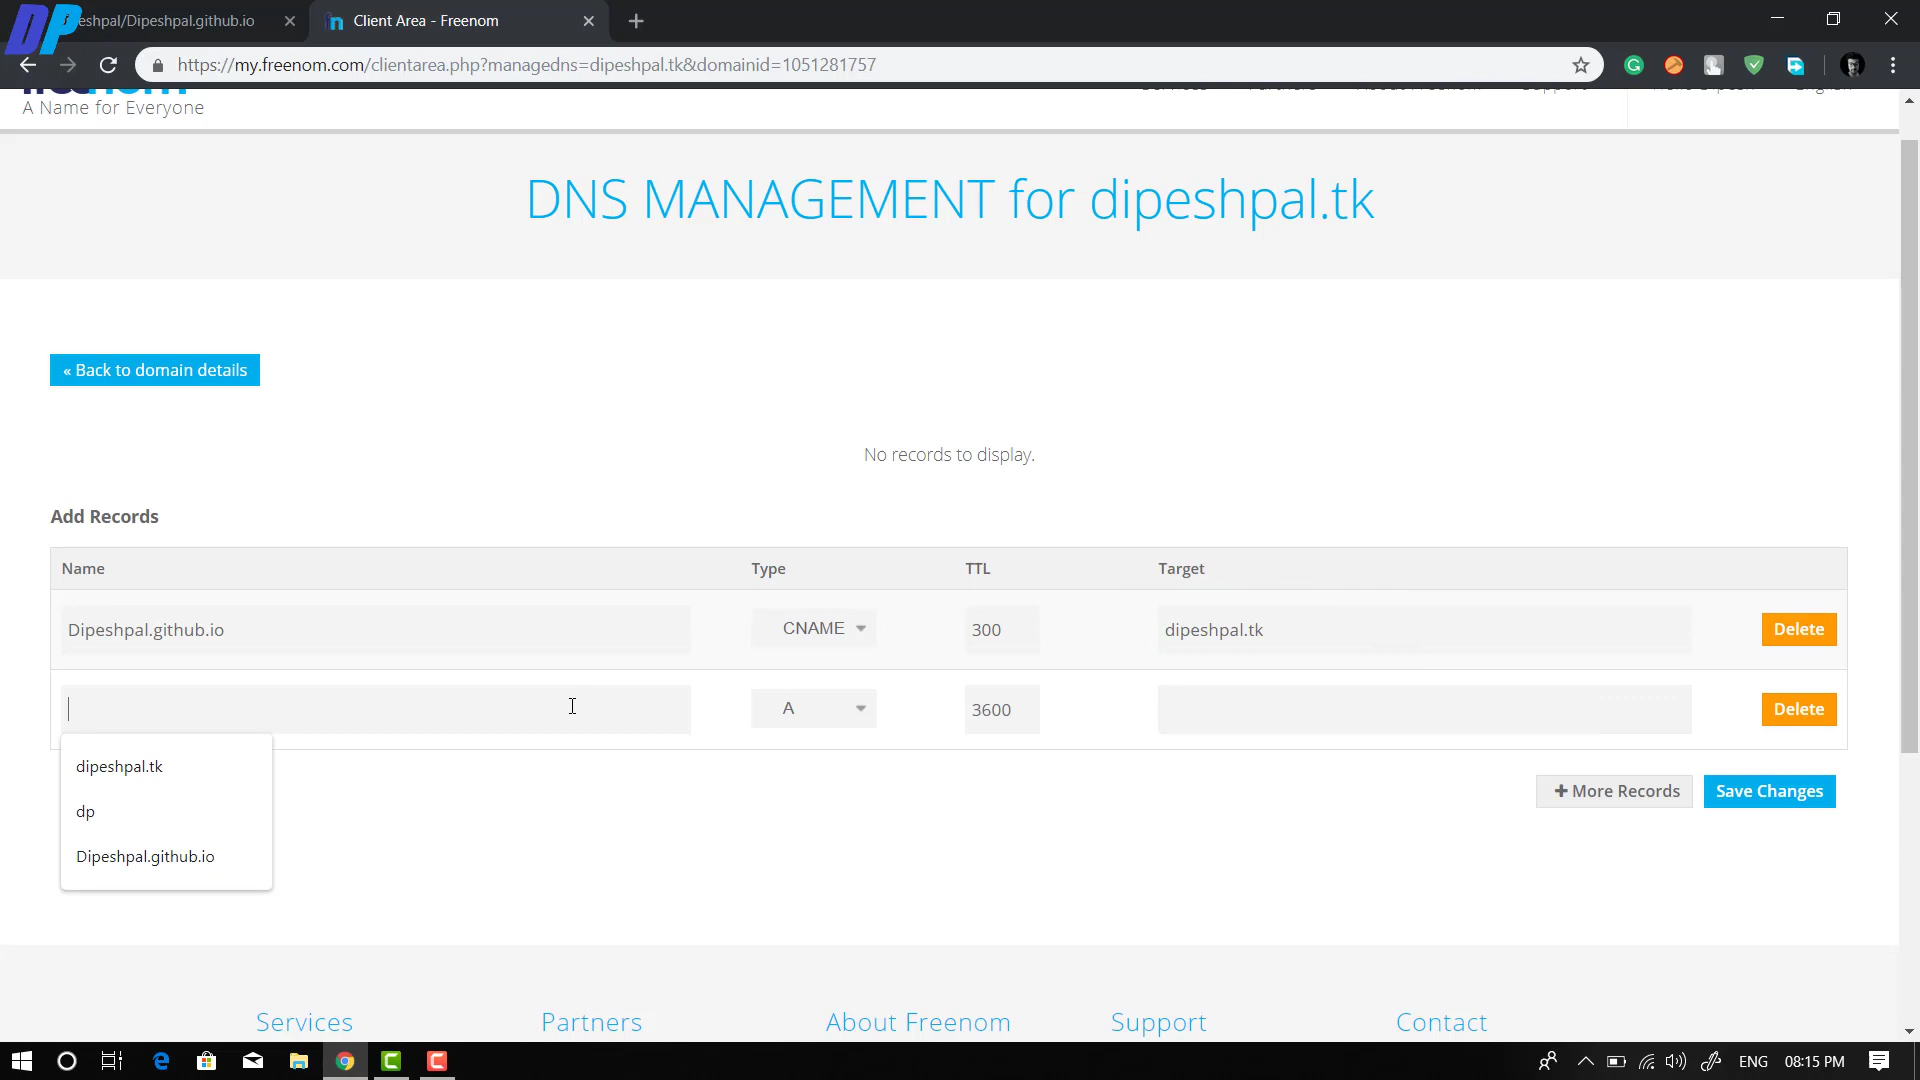 DP
eshpal/Dipeshpal.github.io
Client Area - Freenom
https://my.freenom.com/clientarea.php?managedns=dipeshpal.tk&domainid=1051281757
A Name for Everyone
DNS MANAGEMENT for dipeshpal.tk
« Back to domain details
No records to display.
Add Records
Name Type TTL Target
Dipeshpal.github.io CNAME 300 dipeshpal.tk Delete
A 3600 Delete
dipeshpal.tk
dp
Dipeshpal.github.io
+ More Records Save Changes
Services Partners About Freenom Support Contact
ENG 08:15 PM